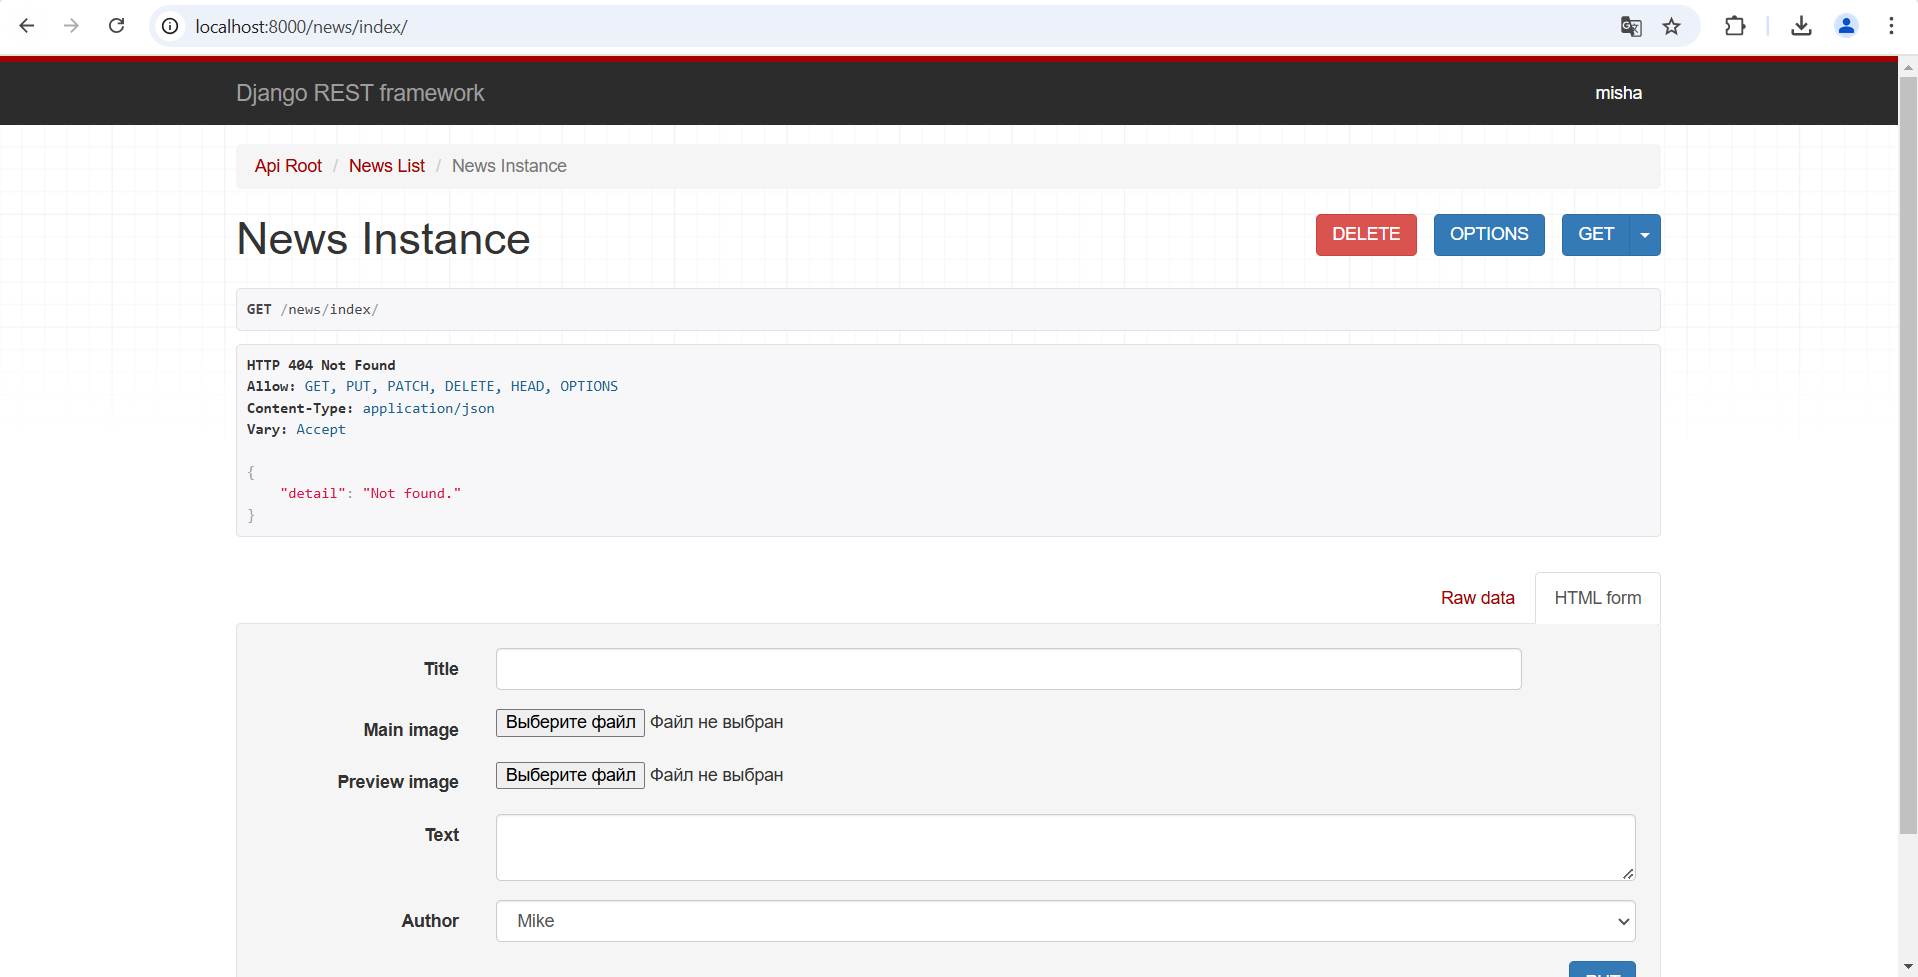 localhost:8000/news/index/
Django REST framework misha
Api Root / News List / News Instance
News Instance DELETE OPTIONS GET
GET /news/index/
HTTP 404 Not Found
Allow: GET, PUT, PATCH, DELETE, HEAD, OPTIONS
Content-Type: application/json
Vary: Accept
{
"detail": "Not found."
}
Raw data HTML form
Title
Main image Выберите файл Файл не выбран
Preview image Выберите файл Файл не выбран
Text
Author Mike